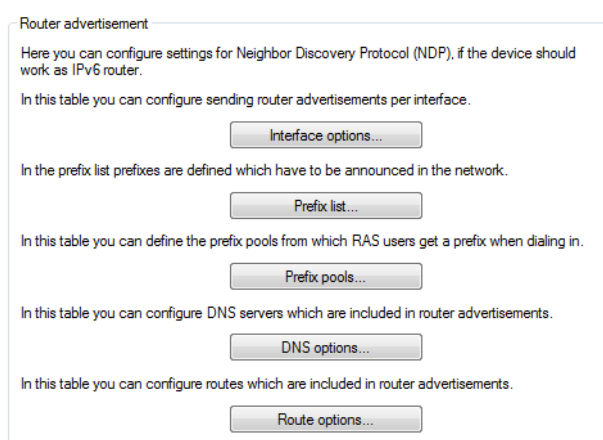 Router advertisement
Here you can configure settings for Neighbor Discovery Protocol (NDP), if the device should
work as IPv6 router.
In this table you can configure sending router advertisements per interface.
Interface options...
In the prefix list prefixes are defined which have to be announced in the network.
Prefix list...
In this table you can define the prefix pools from which RAS users get a prefix when dialing in.
Prefix pools...
In this table you can configure DNS servers which are included in router advertisements.
DNS options...
In this table you can configure routes which are included in router advertisements.
Route options...